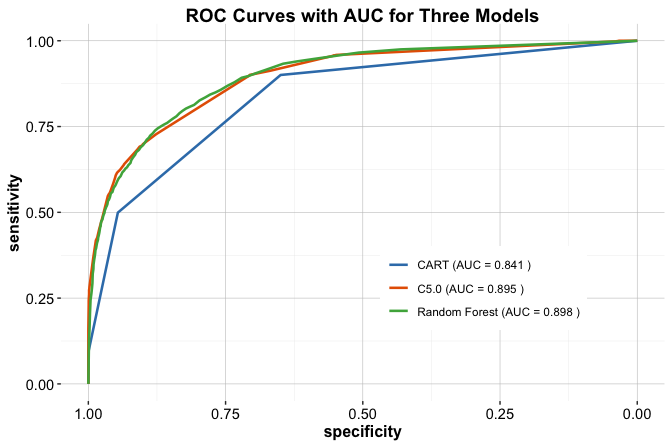 ROC Curves with AUC for Three Models
1.00
0.75
0.50
0.25
0.00
sensitivity
CART (AUC = 0.841 )
C5.0 (AUC = 0.895 )
Random Forest (AUC = 0.898 )
1.00 0.75 0.50 0.25 0.00
specificity